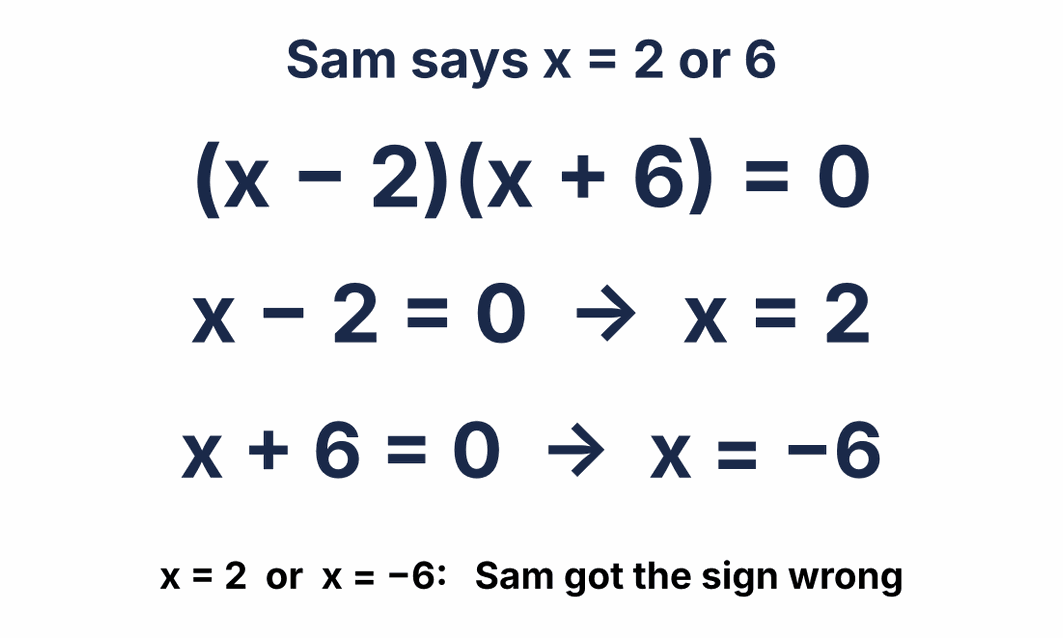 Sam says x = 2 or 6
(x − 2)(x + 6) = 0
x − 2 = 0 → x = 2
x + 6 = 0 → x = −6
x = 2 or x = −6: Sam got the sign wrong